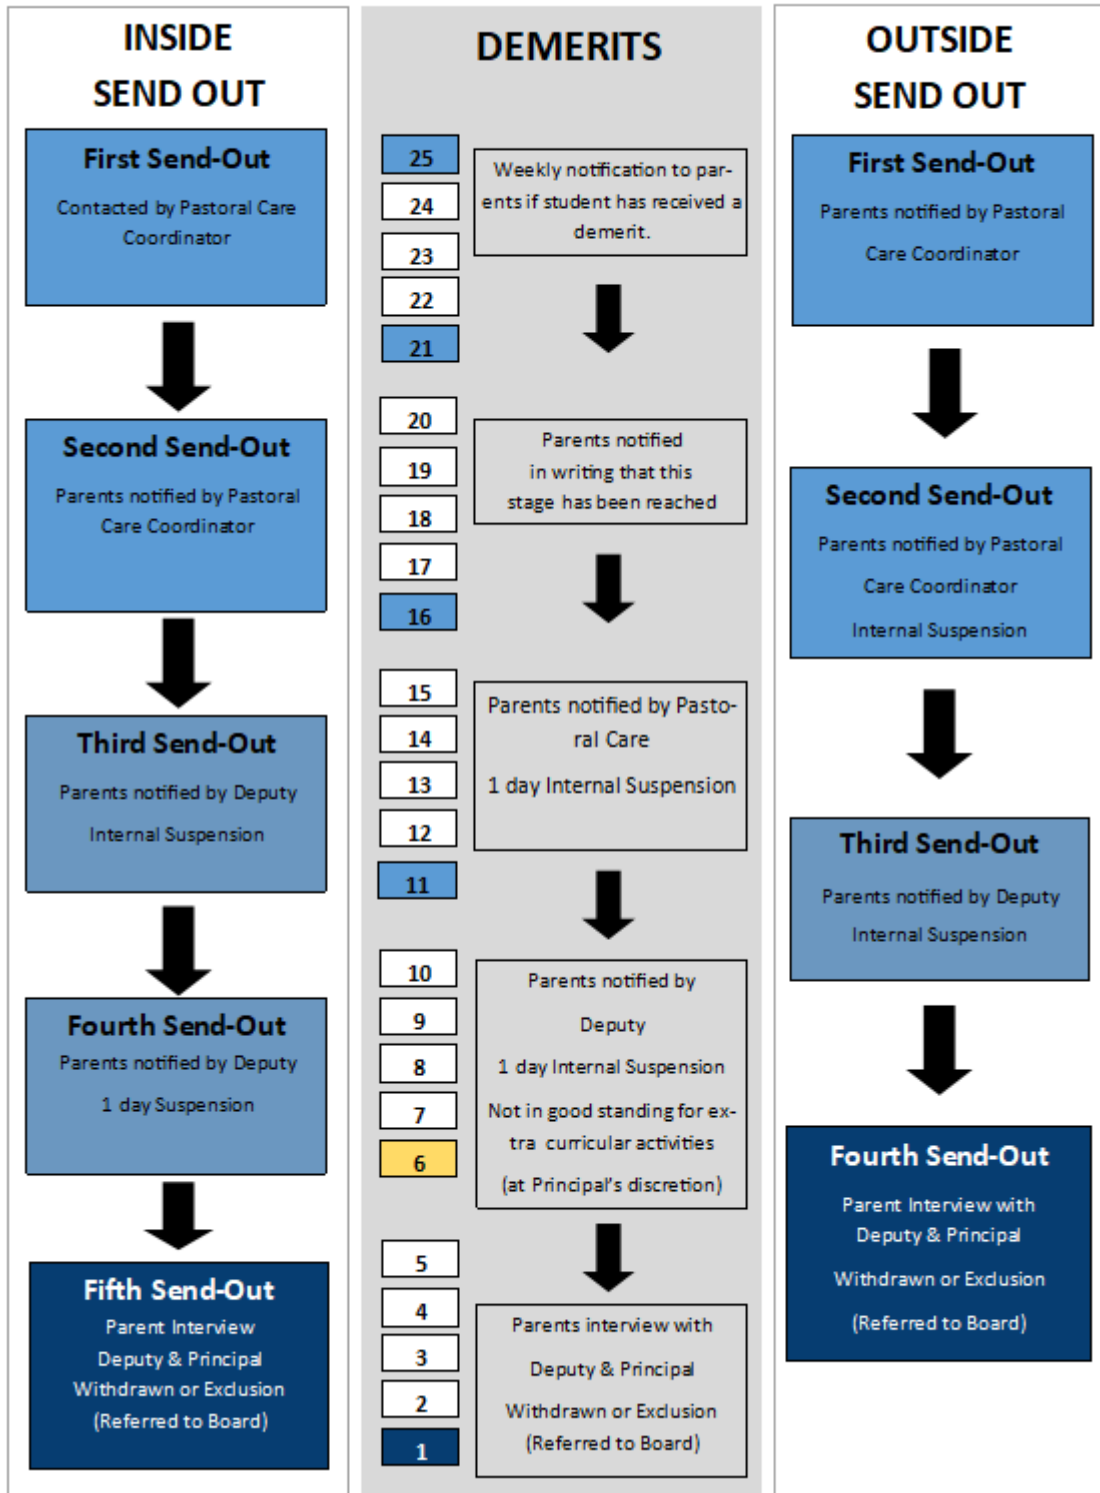 INSIDE
SEND OUT
First Send-Out
Contacted by Pastoral Care
Coordinator
Second Send-Out
Parents notified by Pastoral
Care Coordinator
Third Send-Out
Parents notified by Deputy
Internal Suspension
Fourth Send-Out
Parents notified by Deputy
1 day Suspension
Fifth Send-Out
Parent Interview
Deputy & Principal
Withdrawn or Exclusion
(Referred to Board)
DEMERITS
25
24
23
22
21
Weekly notification to par-
ents if student has received a
demerit.
20
19
18
17
16
Parents notified
in writing that this
stage has been reached
15
14
13
12
11
Parents notified by Pasto-
ral Care
1 day Internal Suspension
10
9
8
7
6
Parents notified by
Deputy
1 day Internal Suspension
Not in good standing for ex-
tra curricular activities
(at Principal's discretion)
5
4
3
2
1
Parents interview with
Deputy & Principal
Withdrawn or Exclusion
(Referred to Board)
OUTSIDE
SEND OUT
First Send-Out
Parents notified by Pastoral
Care Coordinator
Second Send-Out
Parents notified by Pastoral
Care Coordinator
Internal Suspension
Third Send-Out
Parents notified by Deputy
Internal Suspension
Fourth Send-Out
Parent Interview with
Deputy & Principal
Withdrawn or Exclusion
(Referred to Board)